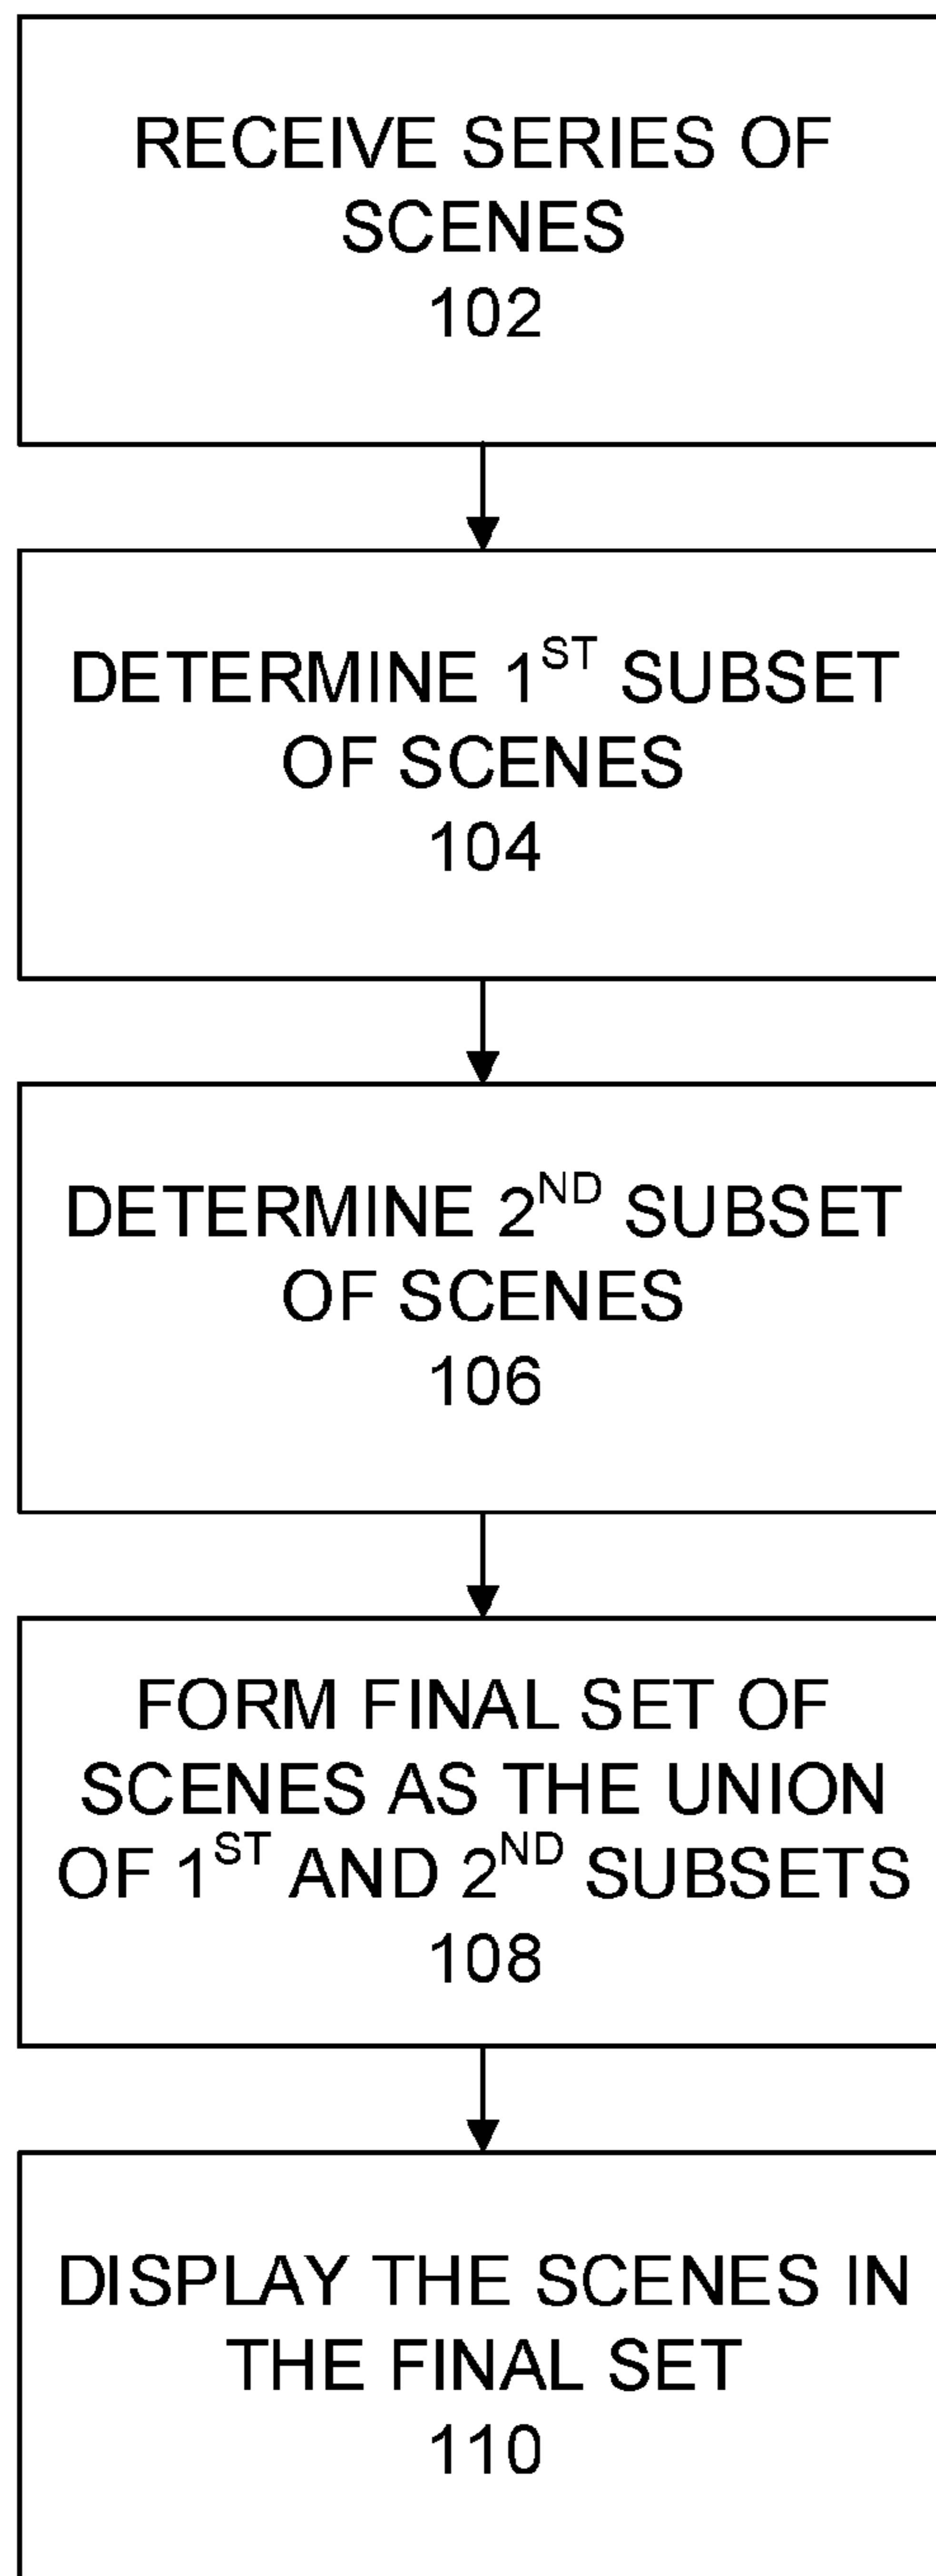 RECEIVE SERIES OF
SCENES
102
DETERMINE 1ST SUBSET
OF SCENES
104
DETERMINE 2ND SUBSET
OF SCENES
106
FORM FINAL SET OF
SCENES AS THE UNION
OF 1ST AND 2ND SUBSETS
108
DISPLAY THE SCENES IN
THE FINAL SET
110